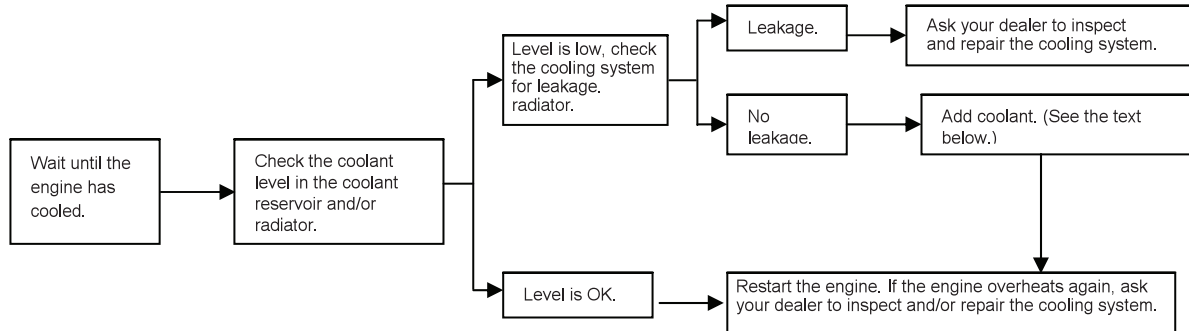 Wait until the
engine has
cooled.
Check the coolant
level in the coolant
reservoir and/or
radiator.
Level is low, check
the cooling system
for leakage.
radiator.
Leakage.
Ask your dealer to inspect
and repair the cooling system.
No
leakage.
Add coolant. (See the text
below.)
Level is OK.
Restart the engine. If the engine overheats again, ask
your dealer to inspect and/or repair the cooling system.